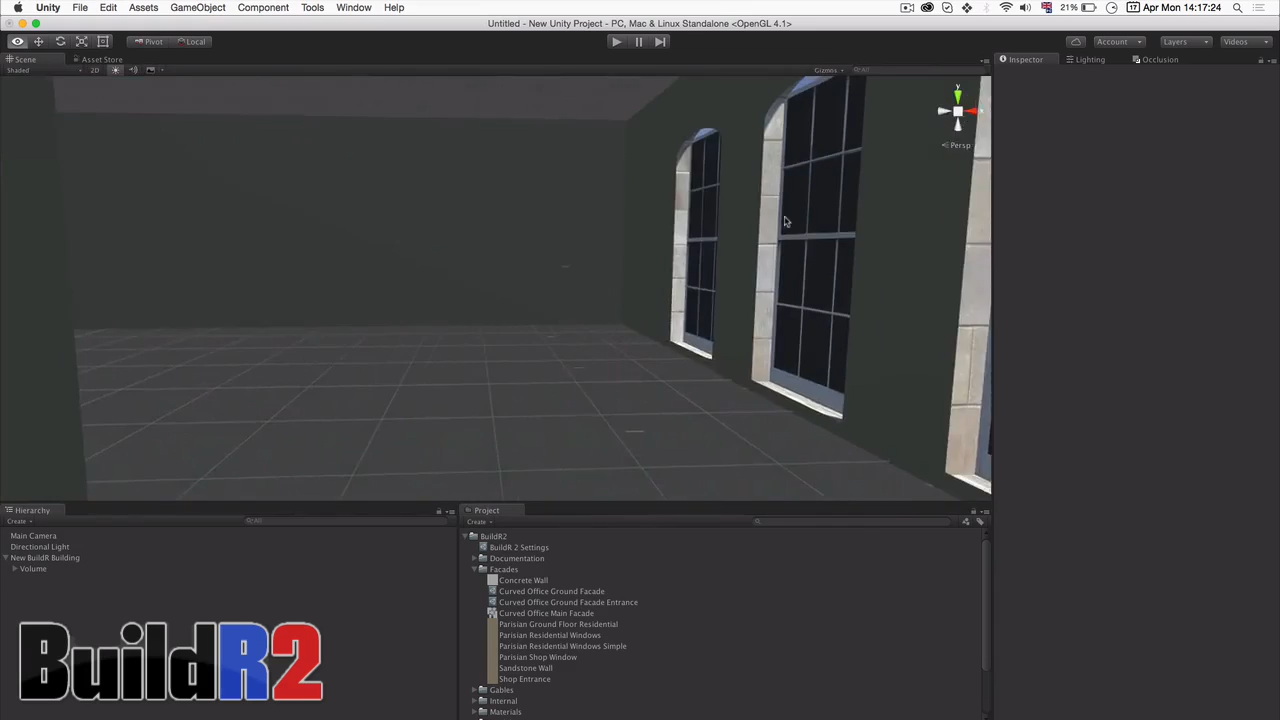 Unity File Edit Assets GameObject Component Tools Window Help 21% 17 Apr Mon 14:17:24
Untitled - New Unity Project - PC, Mac & Linux Standalone <OpenGL 4.1>
Pivot Local Account Layers Videos
Scene Asset Store Inspector Lighting Occlusion
Shaded 2D Gizmos All
y
x
Persp
Hierarchy
Create All
Main Camera
Directional Light
New BuildR Building
Volume
Project
Create
BuildR2
BuildR 2 Settings
Documentation
Facades
Concrete Wall
Curved Office Ground Facade
Curved Office Ground Facade Entrance
Curved Office Main Facade
Parisian Ground Floor Residential
Parisian Residential Windows
Parisian Residential Windows Simple
Parisian Shop Window
Sandstone Wall
Shop Entrance
Gables
Internal
Materials
BuildR2